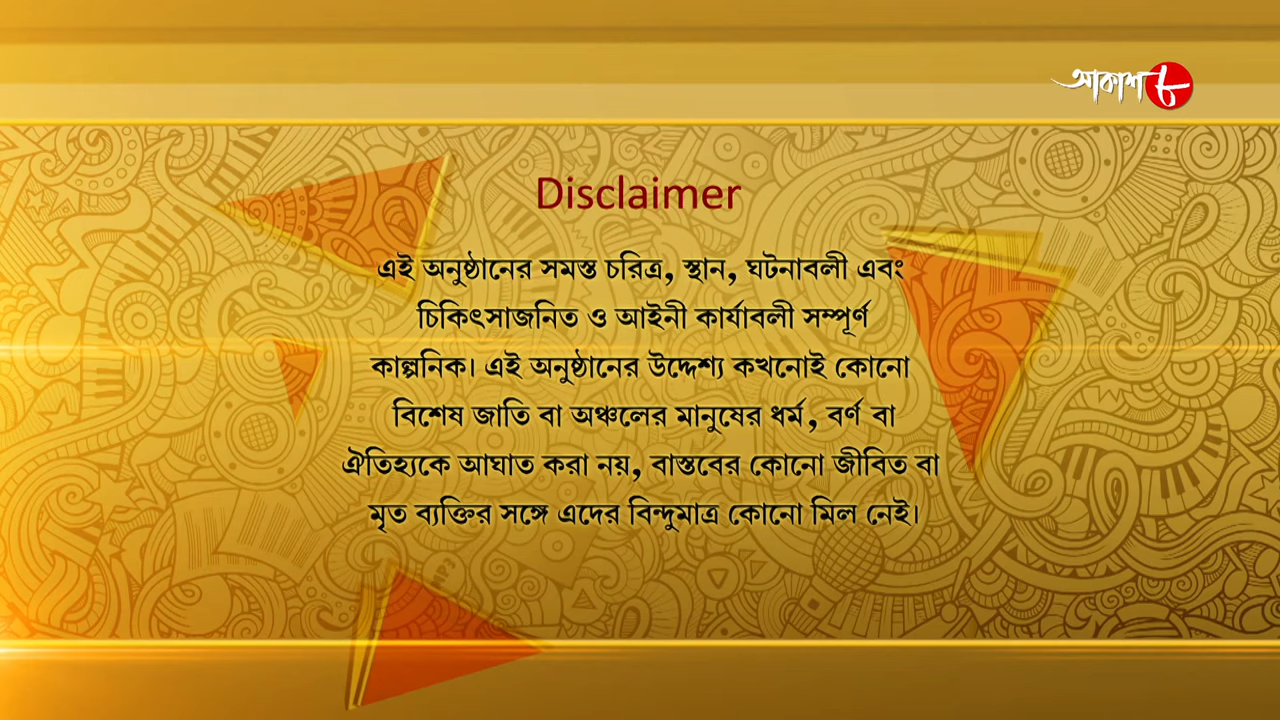 আকাশ ৮
Disclaimer
এই অনুষ্ঠানের সমস্ত চরিত্র, স্থান, ঘটনাবলী এবং
চিকিৎসাজনিত ও আইনী কার্যাবলী সম্পূর্ণ
কাল্পনিক। এই অনুষ্ঠানের উদ্দেশ্য কখনোই কোনো
বিশেষ জাতি বা অঞ্চলের মানুষের ধর্ম, বর্ণ বা
ঐতিহ্যকে আঘাত করা নয়, বাস্তবের কোনো জীবিত বা
মৃত ব্যক্তির সঙ্গে এদের বিন্দুমাত্র কোনো মিল নেই।
MP3